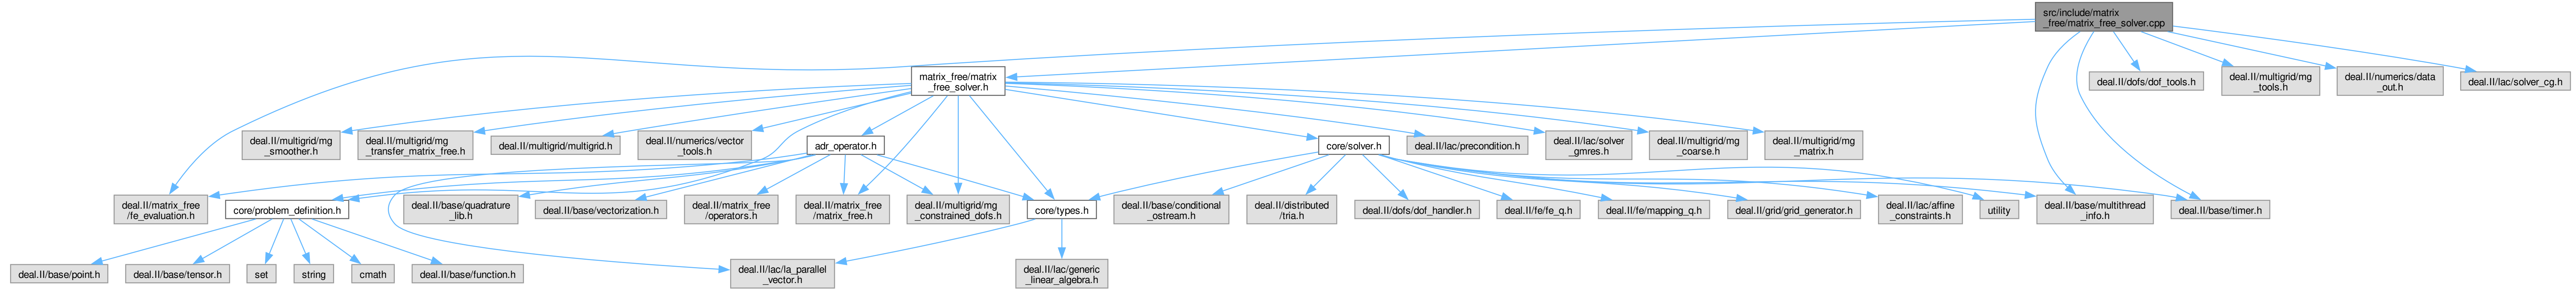 src/include/matrix
_free/matrix_free_solver.cpp
matrix_free/matrix
_free_solver.h
deal.II/dofs/dof_tools.h
deal.II/multigrid/mg
_tools.h
deal.II/numerics/data
_out.h
deal.II/lac/solver_cg.h
deal.II/multigrid/mg
_smoother.h
deal.II/multigrid/mg
_transfer_matrix_free.h
deal.II/multigrid/multigrid.h
deal.II/numerics/vector
_tools.h
adr_operator.h
core/solver.h
deal.II/lac/precondition.h
deal.II/lac/solver
_gmres.h
deal.II/multigrid/mg
_coarse.h
deal.II/multigrid/mg
_matrix.h
deal.II/matrix_free
/fe_evaluation.h
core/problem_definition.h
deal.II/base/quadrature
_lib.h
deal.II/base/vectorization.h
deal.II/matrix_free
/operators.h
deal.II/matrix_free
/matrix_free.h
deal.II/multigrid/mg
_constrained_dofs.h
core/types.h
deal.II/base/conditional
_ostream.h
deal.II/distributed
/tria.h
deal.II/dofs/dof_handler.h
deal.II/fe/fe_q.h
deal.II/fe/mapping_q.h
deal.II/grid/grid_generator.h
deal.II/lac/affine
_constraints.h
utility
deal.II/base/multithread
_info.h
deal.II/base/timer.h
deal.II/base/point.h
deal.II/base/tensor.h
set
string
cmath
deal.II/base/function.h
deal.II/lac/la_parallel
_vector.h
deal.II/lac/generic
_linear_algebra.h